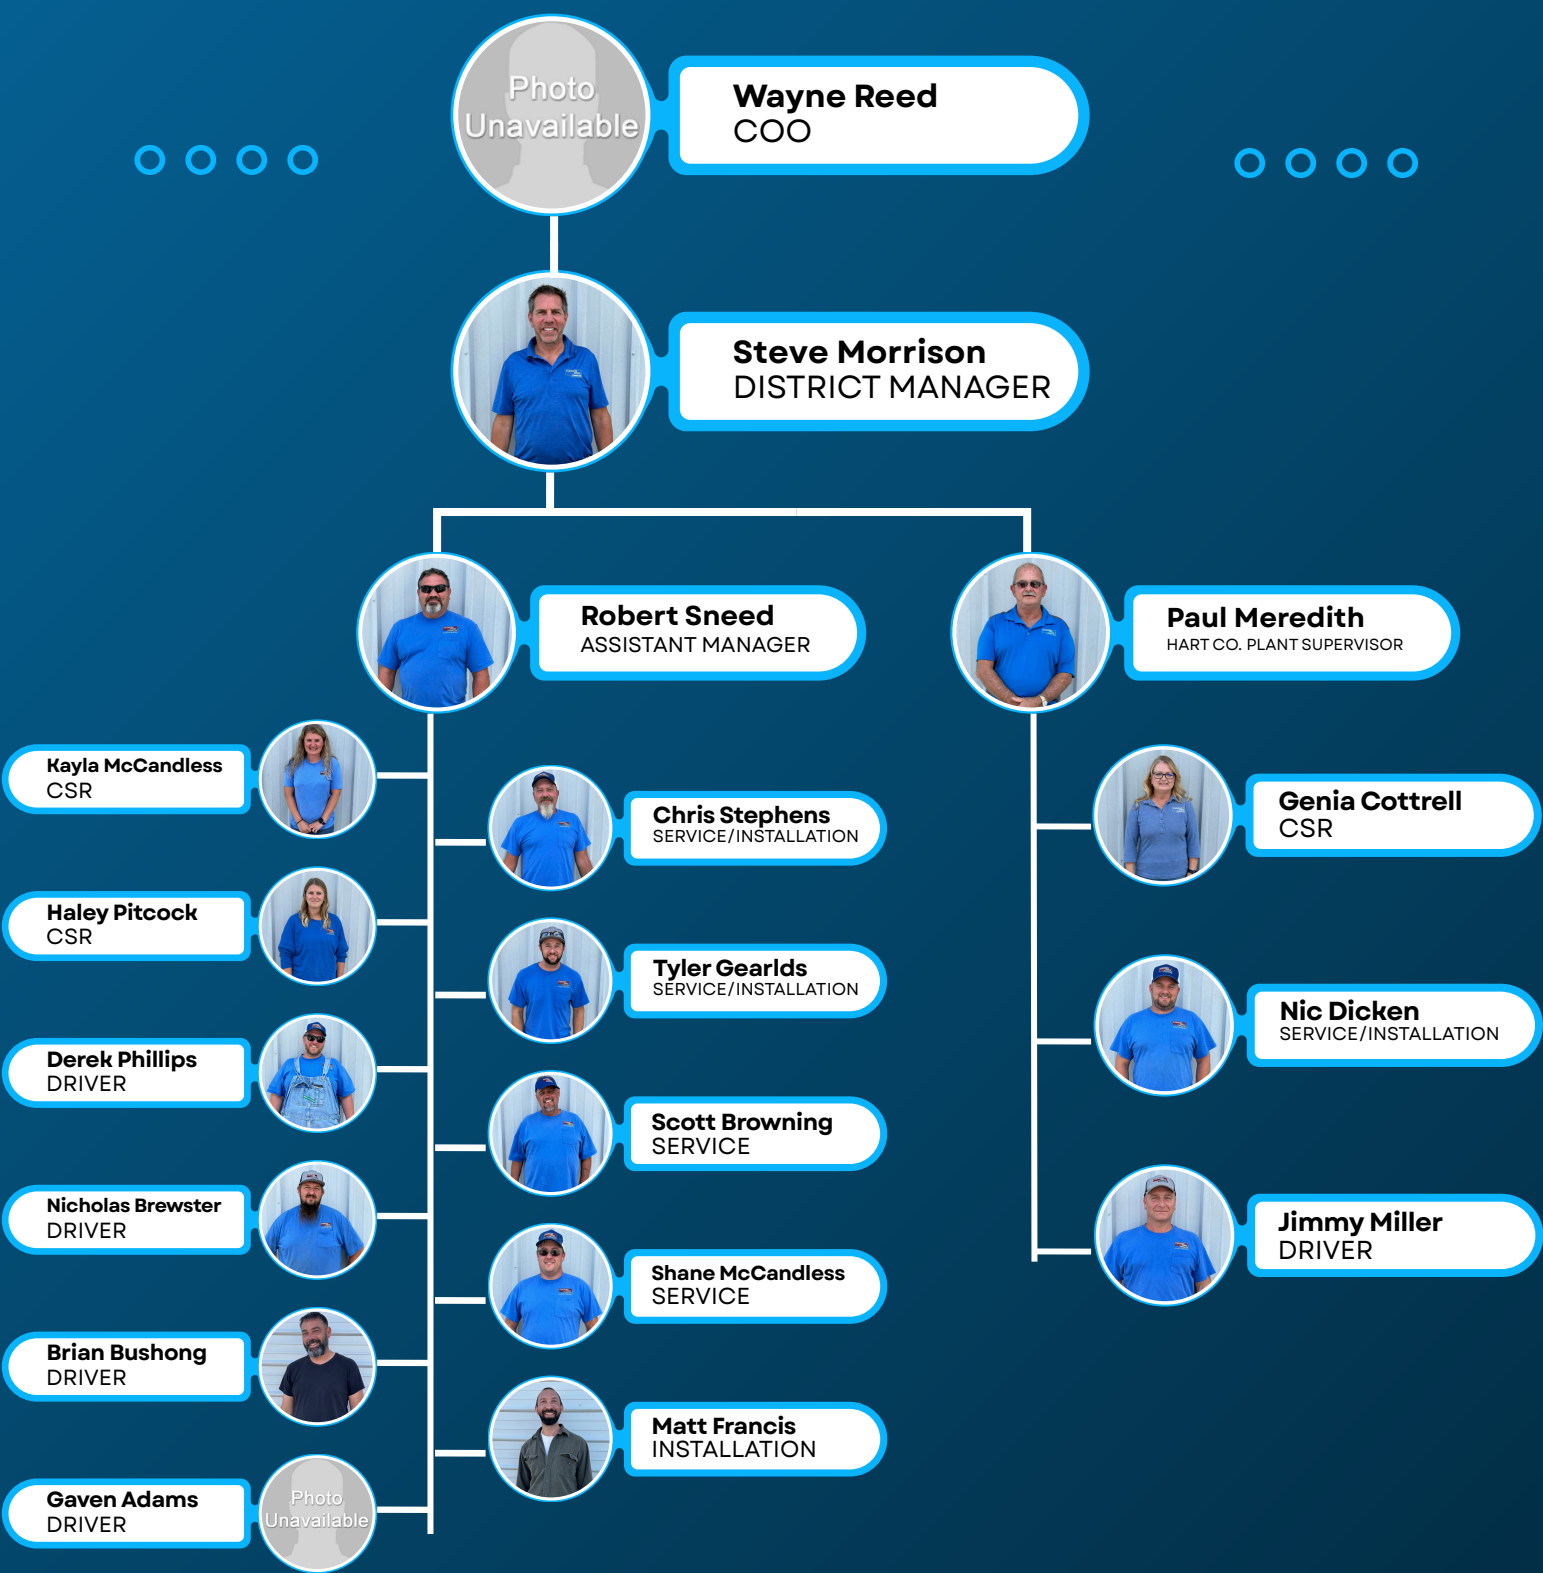 Photo
Unavailable
Wayne Reed
COO
Steve Morrison
DISTRICT MANAGER
Robert Sneed
ASSISTANT MANAGER
Paul Meredith
HART CO. PLANT SUPERVISOR
Kayla McCandless
CSR
Haley Pitcock
CSR
Derek Phillips
DRIVER
Nicholas Brewster
DRIVER
Brian Bushong
DRIVER
Gaven Adams
DRIVER
Photo
Unavailable
Chris Stephens
SERVICE/INSTALLATION
Tyler Gearlds
SERVICE/INSTALLATION
Scott Browning
SERVICE
Shane McCandless
SERVICE
Matt Francis
INSTALLATION
Genia Cottrell
CSR
Nic Dicken
SERVICE/INSTALLATION
Jimmy Miller
DRIVER